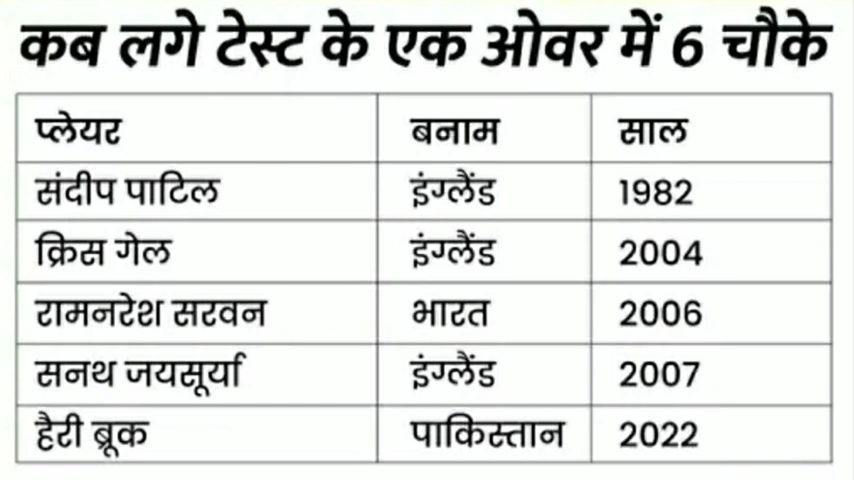 कब लगे टेस्ट के एक ओवर में 6 चौके
प्लेयर बनाम साल
संदीप पाटिल इंग्लैंड 1982
क्रिस गेल इंग्लैंड 2004
रामनरेश सरवन भारत 2006
सनथ जयसूर्या इंग्लैंड 2007
हैरी ब्रूक पाकिस्तान 2022